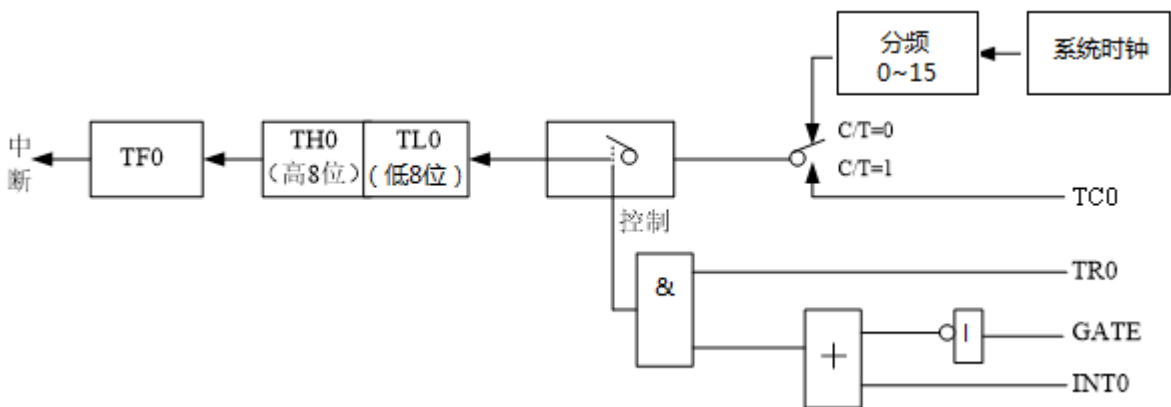 分频
0~15
系统时钟
C/T=0
C/T=1
TC0
中
断
TF0
TH0
（高8位）
TL0
（低8位）
控制
&
TR0
+
1
GATE
INT0